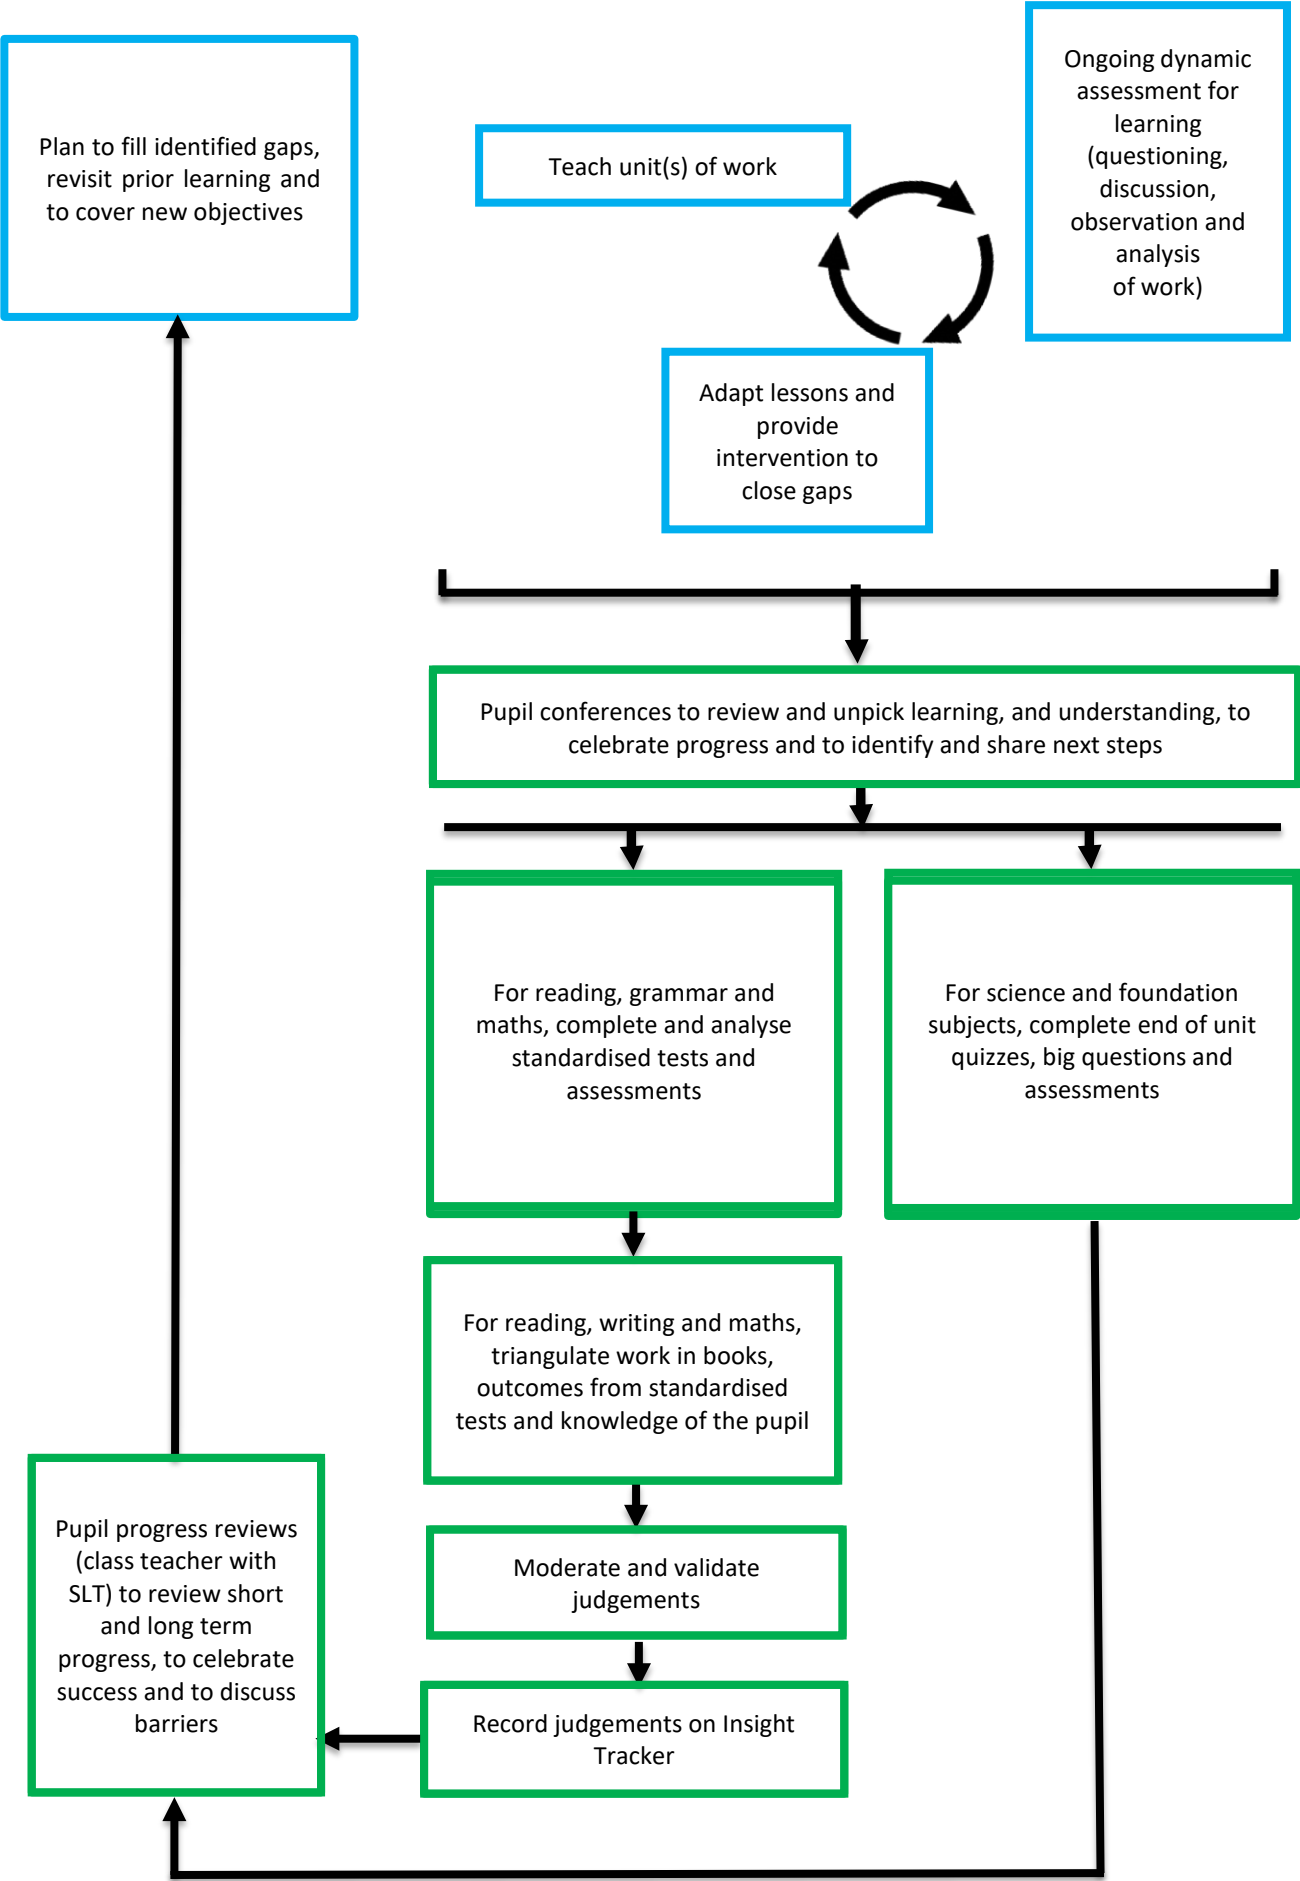 Plan to fill identified gaps,
revisit prior learning and
to cover new objectives
Teach unit(s) of work
Ongoing dynamic
assessment for
learning
(questioning,
discussion,
observation and
analysis
of work)
Adapt lessons and
provide
intervention to
close gaps
Pupil conferences to review and unpick learning, and understanding, to
celebrate progress and to identify and share next steps
For reading, grammar and
maths, complete and analyse
standardised tests and
assessments
For science and foundation
subjects, complete end of unit
quizzes, big questions and
assessments
For reading, writing and maths,
triangulate work in books,
outcomes from standardised
tests and knowledge of the pupil
Moderate and validate
judgements
Record judgements on Insight
Tracker
Pupil progress reviews
(class teacher with
SLT) to review short
and long term
progress, to celebrate
success and to discuss
barriers